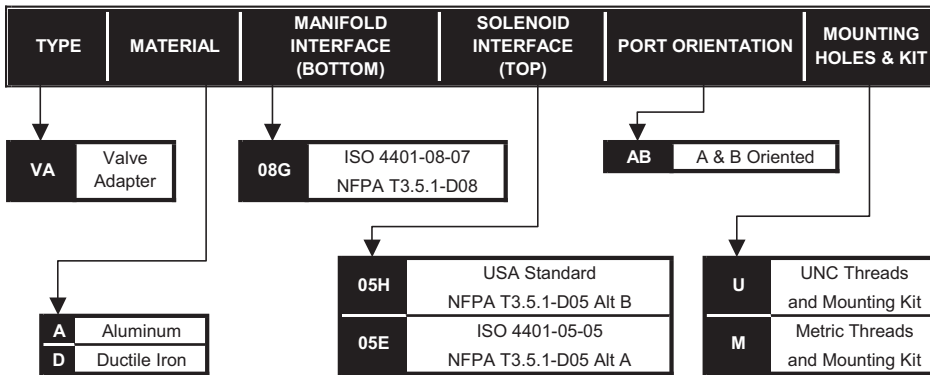 TYPE
MATERIAL
MANIFOLD
INTERFACE
(BOTTOM)
SOLENOID
INTERFACE
(TOP)
PORT ORIENTATION
MOUNTING
HOLES & KIT
VA
Valve
Adapter
08G
ISO 4401-08-07
NFPA T3.5.1-D08
AB
A & B Oriented
A
Aluminum
D
Ductile Iron
05H
USA Standard
NFPA T3.5.1-D05 Alt B
05E
ISO 4401-05-05
NFPA T3.5.1-D05 Alt A
U
UNC Threads
and Mounting Kit
M
Metric Threads
and Mounting Kit